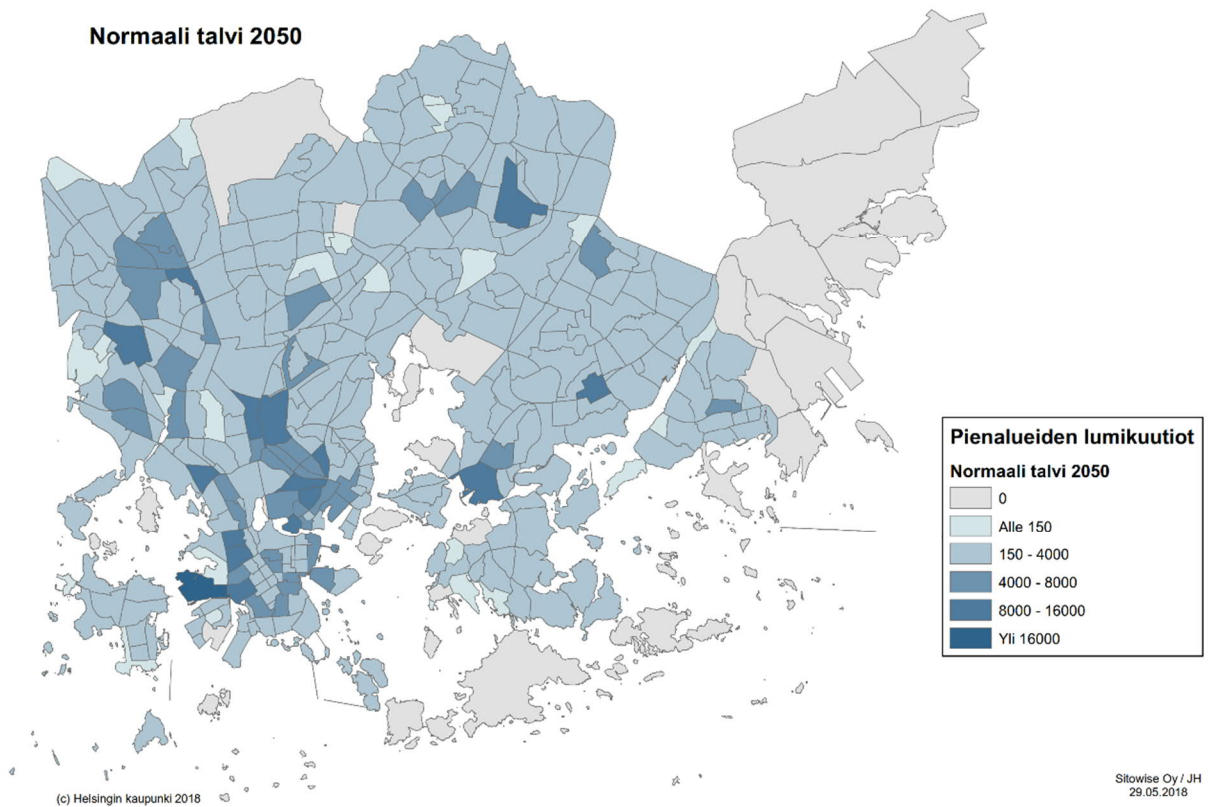 Normaali talvi 2050
Pienalueiden lumikuutiot
Normaali talvi 2050
0
Alle 150
150 - 4000
4000 - 8000
8000 - 16000
Yli 16000
(c) Helsingin kaupunki 2018
Sitowise Oy / JH
29.05.2018